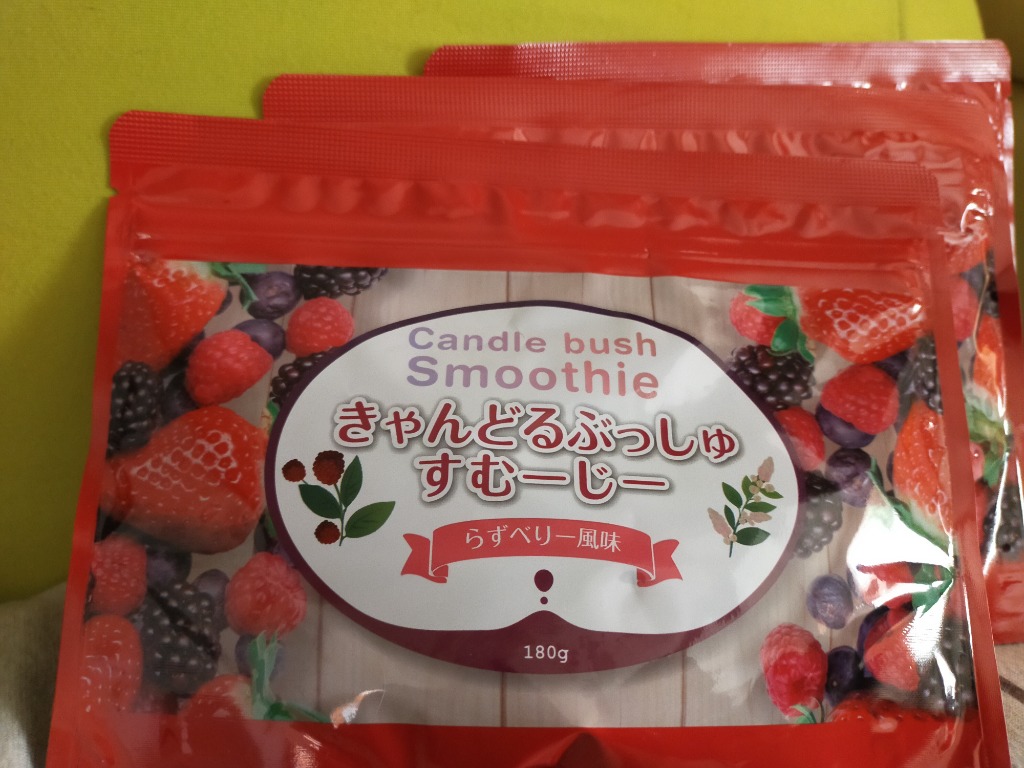 Candle bush
Smoothie
きゃんどるぶっしゅ
すむーじー
らずべりー風味
180g